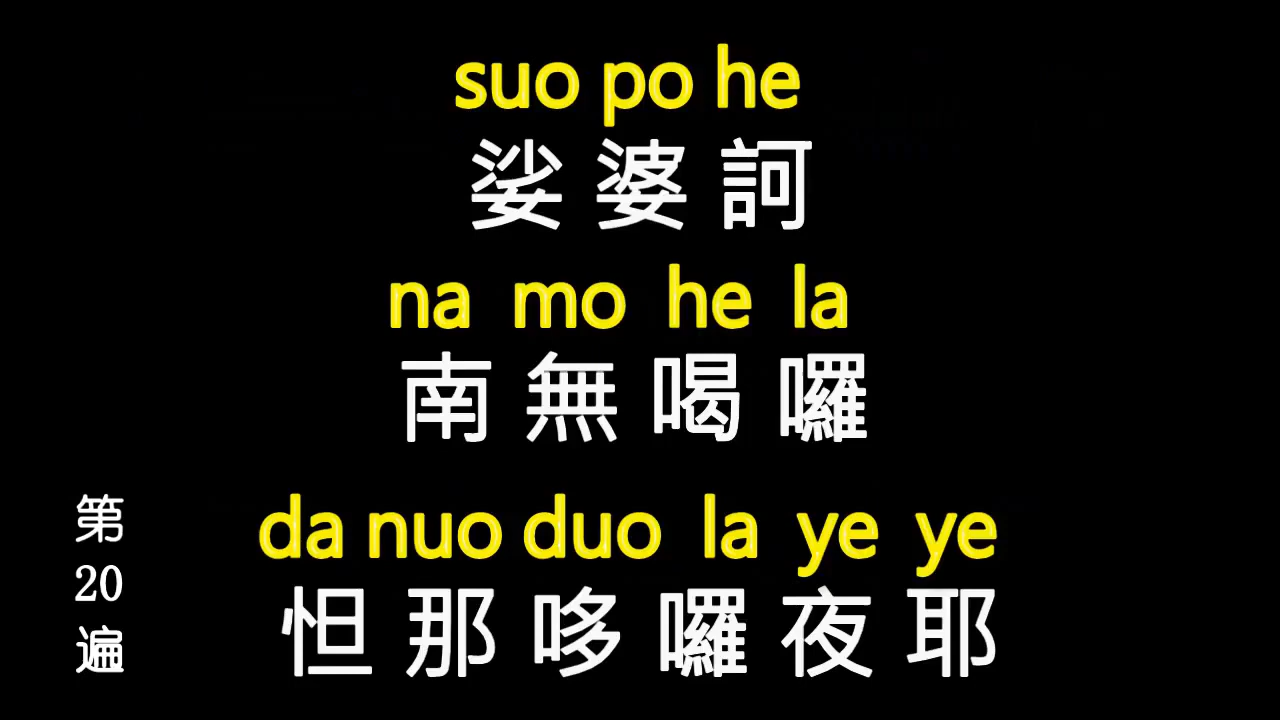 suo po he
娑婆訶
na mo he la
南無喝囉
da nuo duo la ye ye
怛那哆囉夜耶
第
20
遍